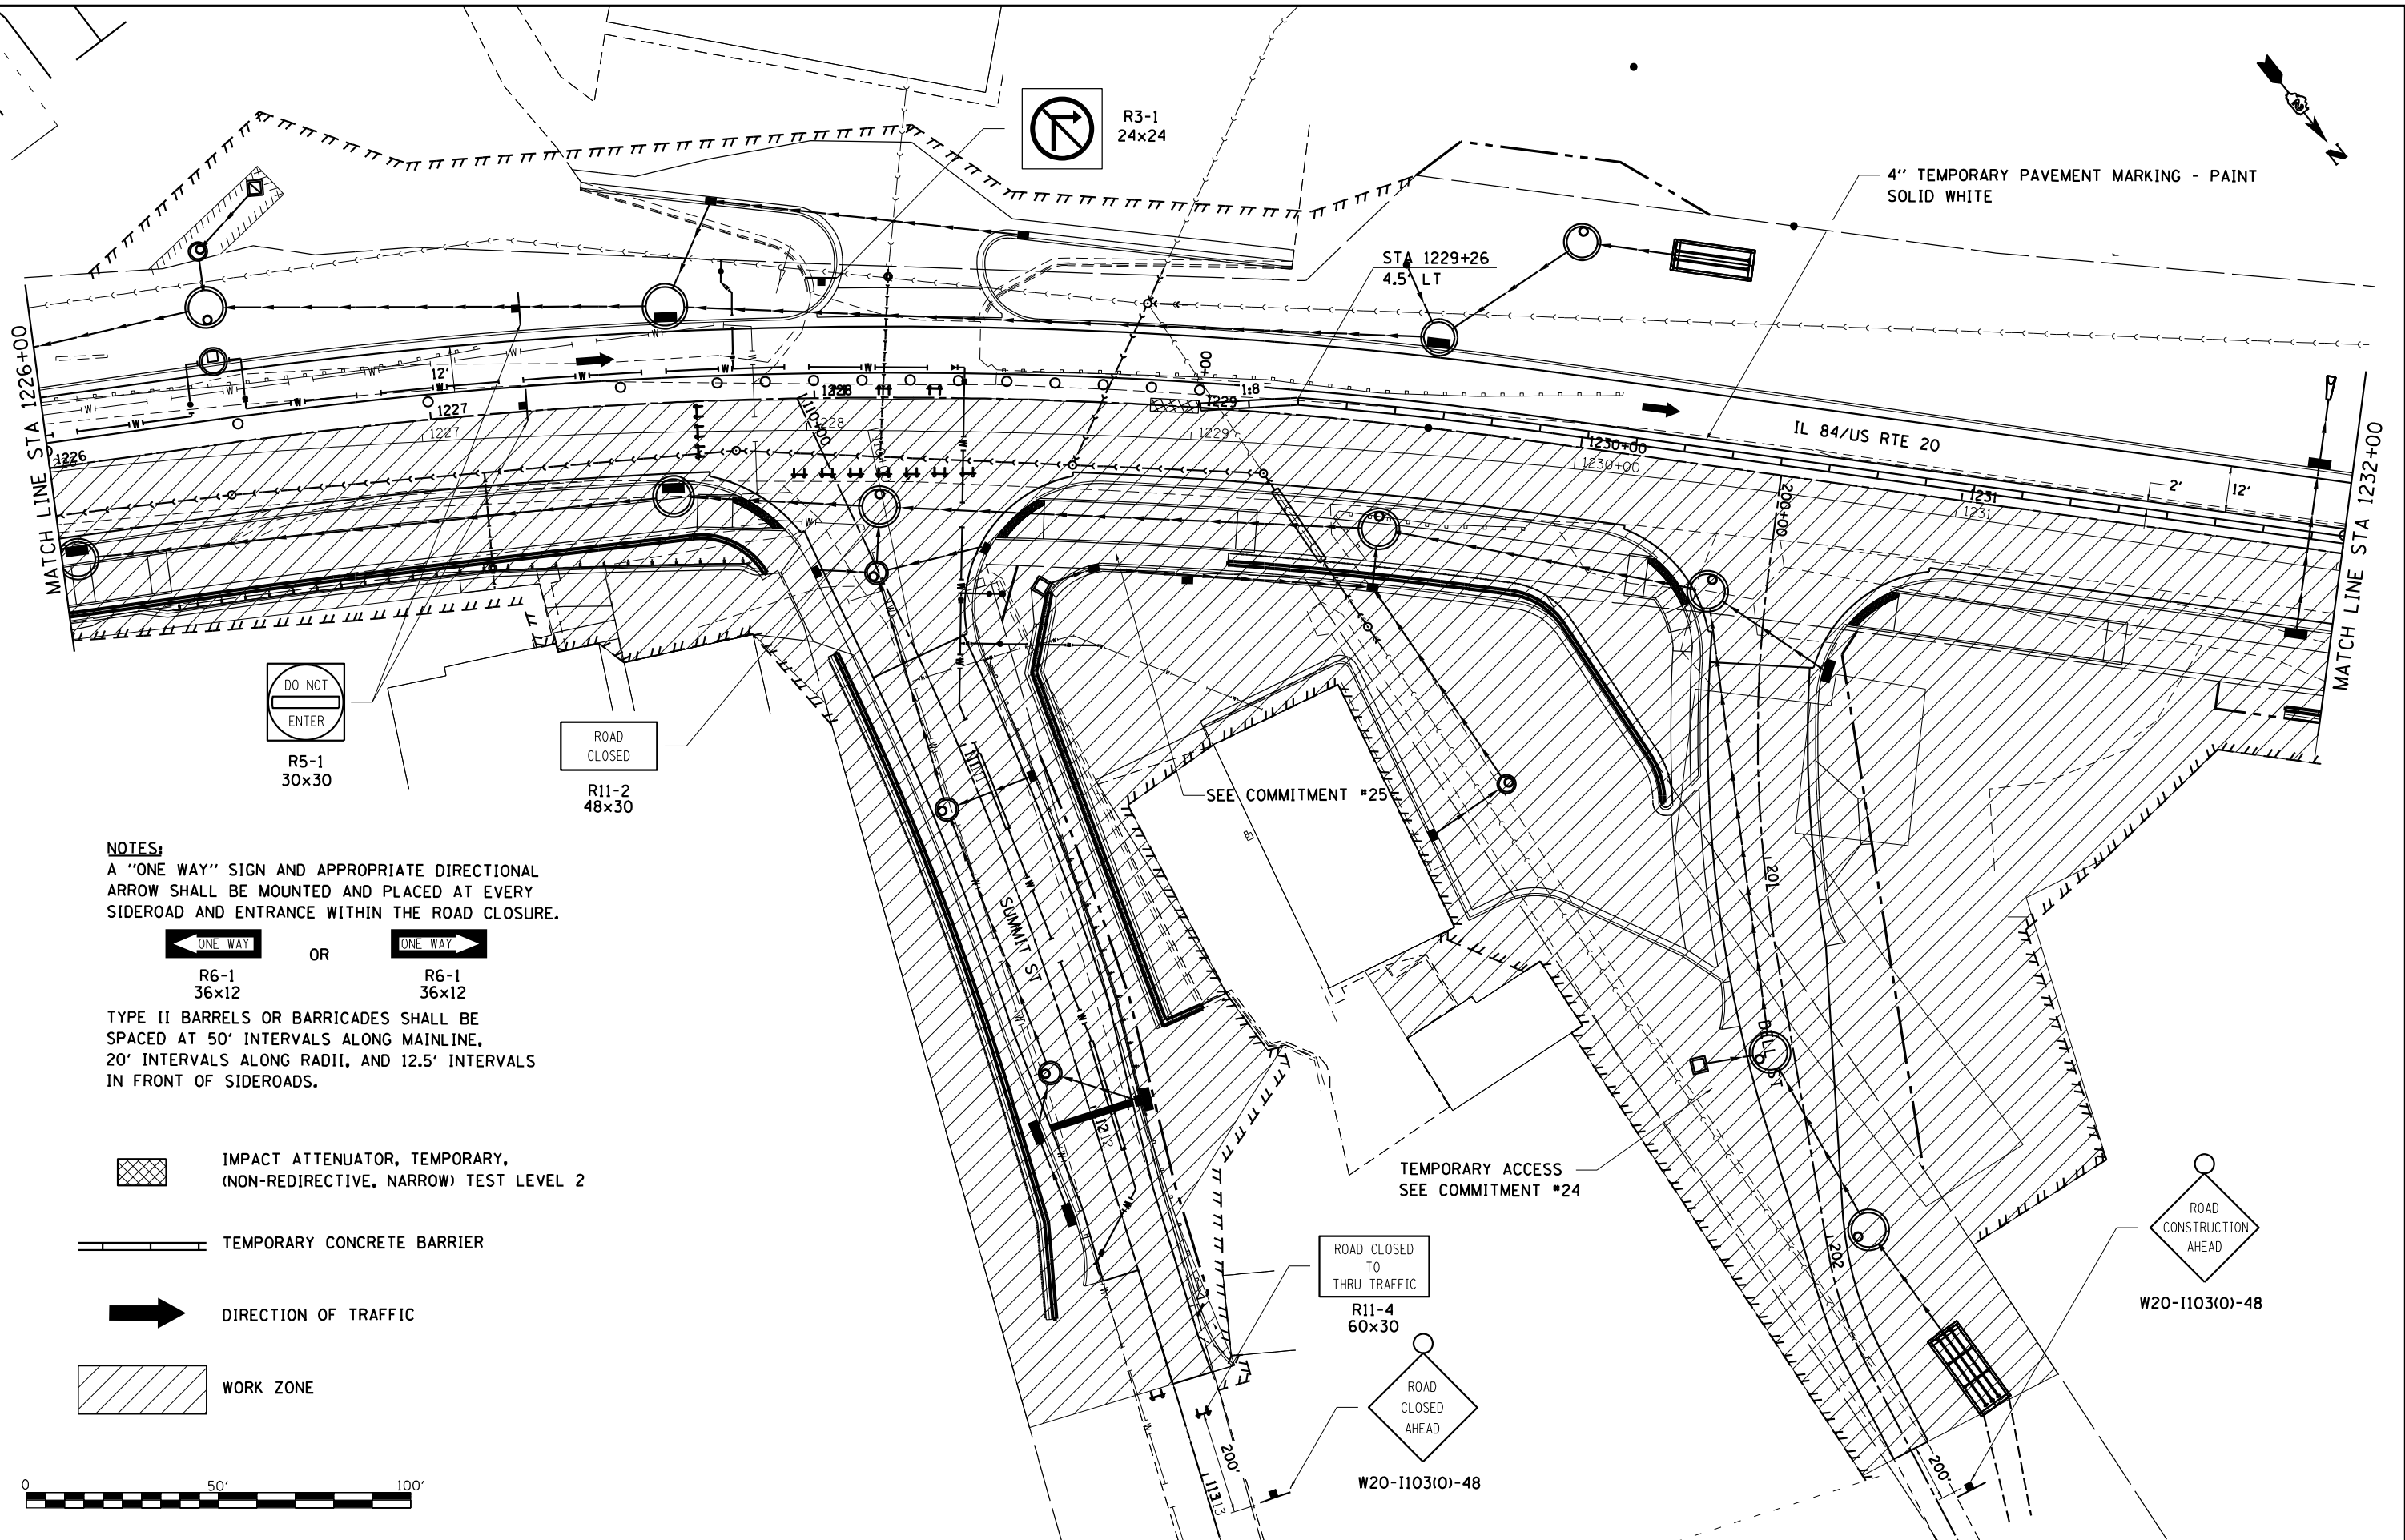 R3-1
24x24
N
4" TEMPORARY PAVEMENT MARKING - PAINT
SOLID WHITE
STA 1229+26
4.5' LT
MATCH LINE STA 1226+00
12'
1:8
IL 84/US RTE 20
2'
12'
MATCH LINE STA 1232+00
1226
1227
1227
1228
1228
110+00
1229
1229
1230+00
1230+00
1231
1231
200+00
201
202
DO NOT
ENTER
R5-1
30x30
ROAD
CLOSED
R11-2
48x30
SEE COMMITMENT #25
SUMMIT ST
NOTES:
A "ONE WAY" SIGN AND APPROPRIATE DIRECTIONAL
ARROW SHALL BE MOUNTED AND PLACED AT EVERY
SIDEROAD AND ENTRANCE WITHIN THE ROAD CLOSURE.
ONE WAY
OR
ONE WAY
R6-1
36x12
R6-1
36x12
TYPE II BARRELS OR BARRICADES SHALL BE
SPACED AT 50' INTERVALS ALONG MAINLINE,
20' INTERVALS ALONG RADII, AND 12.5' INTERVALS
IN FRONT OF SIDEROADS.
IMPACT ATTENUATOR, TEMPORARY,
(NON-REDIRECTIVE, NARROW) TEST LEVEL 2
TEMPORARY CONCRETE BARRIER
DIRECTION OF TRAFFIC
WORK ZONE
0 50' 100'
TEMPORARY ACCESS
SEE COMMITMENT #24
ROAD CLOSED
TO
THRU TRAFFIC
R11-4
60x30
ROAD
CLOSED
AHEAD
W20-I103(O)-48
ROAD
CONSTRUCTION
AHEAD
W20-I103(O)-48
200'
200'